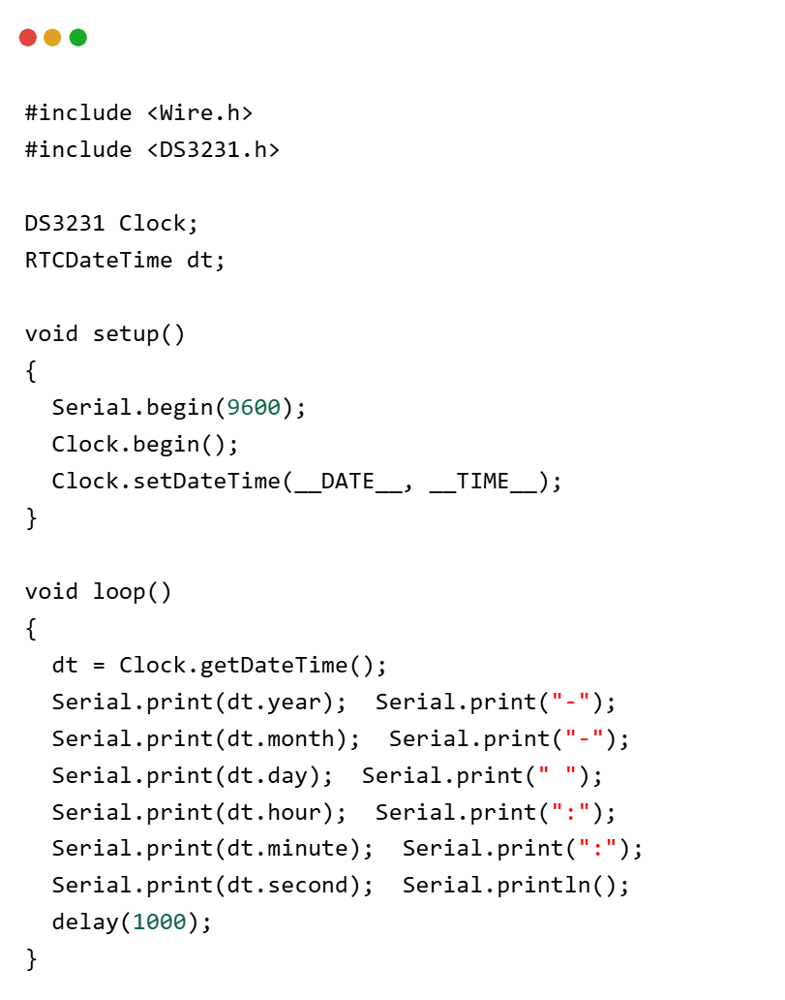 #include <Wire.h>
#include <DS3231.h>
DS3231 Clock;
RTCDateTime dt;
void setup()
{
  Serial.begin(9600);
  Clock.begin();
  Clock.setDateTime(__DATE__, __TIME__);
}
void loop()
{
  dt = Clock.getDateTime();
  Serial.print(dt.year);  Serial.print("-");
  Serial.print(dt.month);  Serial.print("-");
  Serial.print(dt.day);  Serial.print(" ");
  Serial.print(dt.hour);  Serial.print(":");
  Serial.print(dt.minute);  Serial.print(":");
  Serial.print(dt.second);  Serial.println();
  delay(1000);
}